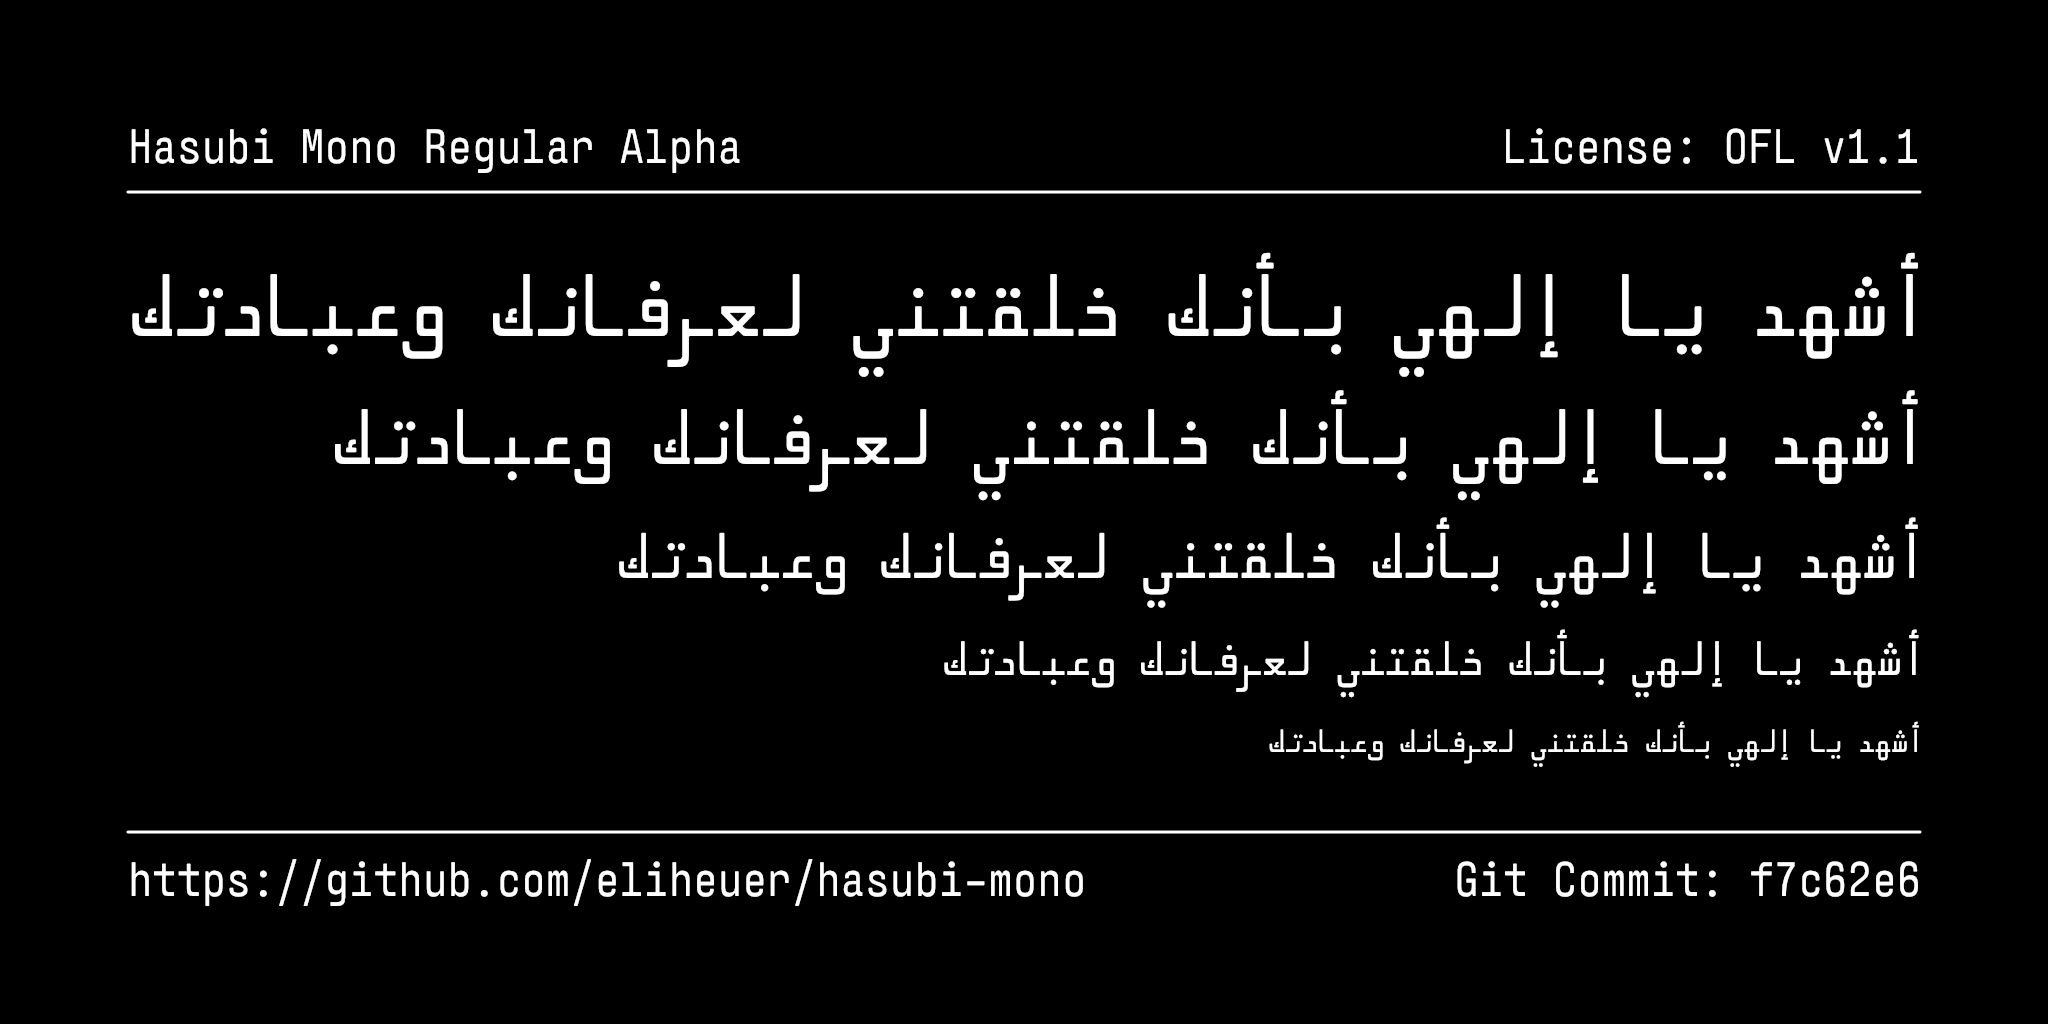 Hasubi Mono Regular Alpha
License: OFL v1.1
أشهد يا إلهي بأنك خلقتني لعرفانك وعبادتك
أشهد يا إلهي بأنك خلقتني لعرفانك وعبادتك
أشهد يا إلهي بأنك خلقتني لعرفانك وعبادتك
أشهد يا إلهي بأنك خلقتني لعرفانك وعبادتك
أشهد يا إلهي بأنك خلقتني لعرفانك وعبادتك
https://github.com/eliheuer/hasubi-mono
Git Commit: f7c62e6